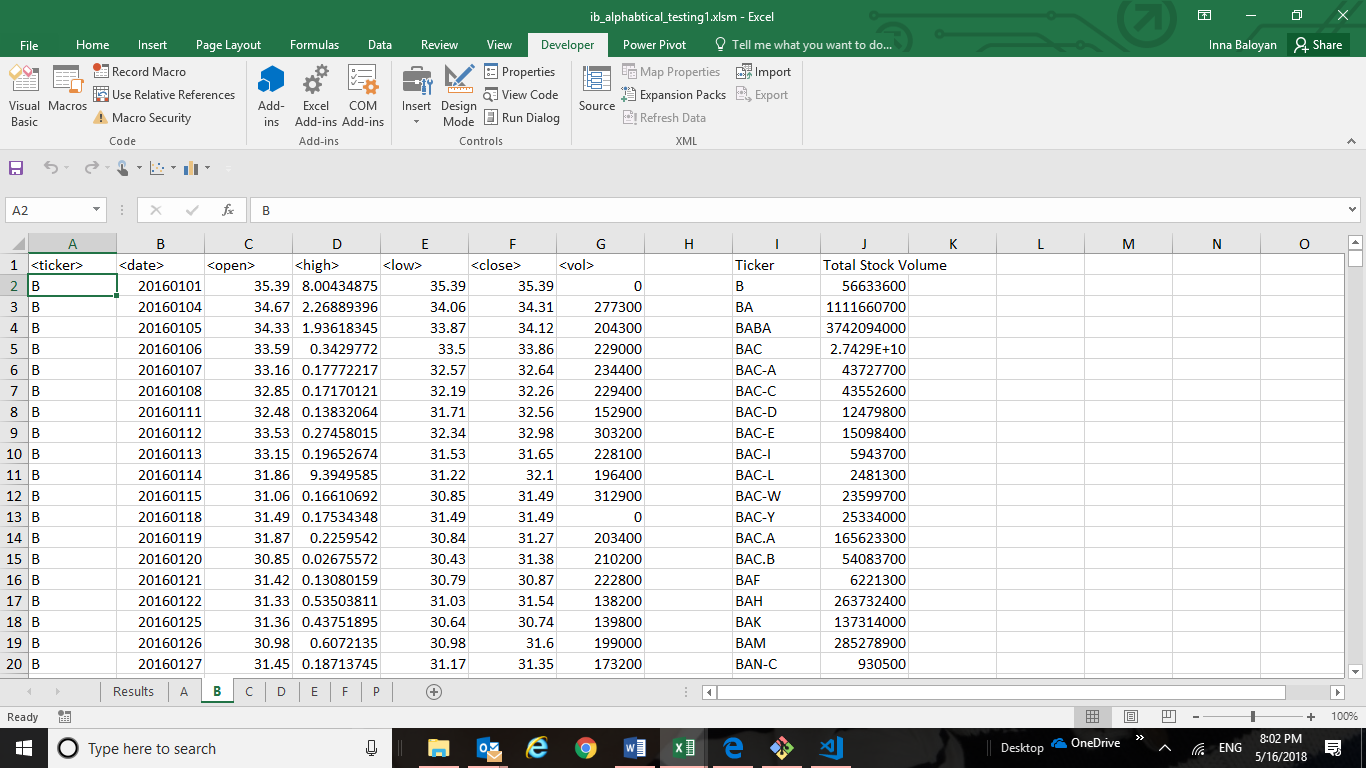 ib_alphabtical_testing1.xlsm - Excel
File Home Insert Page Layout Formulas Data Review View Developer Power Pivot Tell me what you want to do... Inna Baloyan Share
Visual Basic
Macros
Record Macro
Use Relative References
Macro Security
Code
Add-ins
Excel Add-ins
COM Add-ins
Add-ins
Insert
Design Mode
Properties
View Code
Run Dialog
Controls
Source
Map Properties
Expansion Packs
Refresh Data
Import
Export
XML
A2 fx B
A B C D E F G H I J K L M N O
1 <ticker> <date> <open> <high> <low> <close> <vol> Ticker Total Stock Volume
2 B 20160101 35.39 8.00434875 35.39 35.39 0 B 56633600
3 B 20160104 34.67 2.26889396 34.06 34.31 277300 BA 1111660700
4 B 20160105 34.33 1.93618345 33.87 34.12 204300 BABA 3742094000
5 B 20160106 33.59 0.3429772 33.5 33.86 229000 BAC 2.7429E+10
6 B 20160107 33.16 0.17772217 32.57 32.64 234400 BAC-A 43727700
7 B 20160108 32.85 0.17170121 32.19 32.26 229400 BAC-C 43552600
8 B 20160111 32.48 0.13832064 31.71 32.56 152900 BAC-D 12479800
9 B 20160112 33.53 0.27458015 32.34 32.98 303200 BAC-E 15098400
10 B 20160113 33.15 0.19652674 31.53 31.65 228100 BAC-I 5943700
11 B 20160114 31.86 9.3949585 31.22 32.1 196400 BAC-L 2481300
12 B 20160115 31.06 0.16610692 30.85 31.49 312900 BAC-W 23599700
13 B 20160118 31.49 0.17534348 31.49 31.49 0 BAC-Y 25334000
14 B 20160119 31.87 0.2259542 30.84 31.27 203400 BAC.A 165623300
15 B 20160120 30.85 0.02675572 30.43 31.38 210200 BAC.B 54083700
16 B 20160121 31.42 0.13080159 30.79 30.87 222800 BAF 6221300
17 B 20160122 31.33 0.53503811 31.03 31.54 138200 BAH 263732400
18 B 20160125 31.36 0.43751895 30.64 30.74 139800 BAK 137314000
19 B 20160126 30.98 0.6072135 30.98 31.6 199000 BAM 285278900
20 B 20160127 31.45 0.18713745 31.17 31.35 173200 BAN-C 930500
Results A B C D E F P
Ready 100%
Type here to search Desktop OneDrive ENG 8:02 PM
5/16/2018